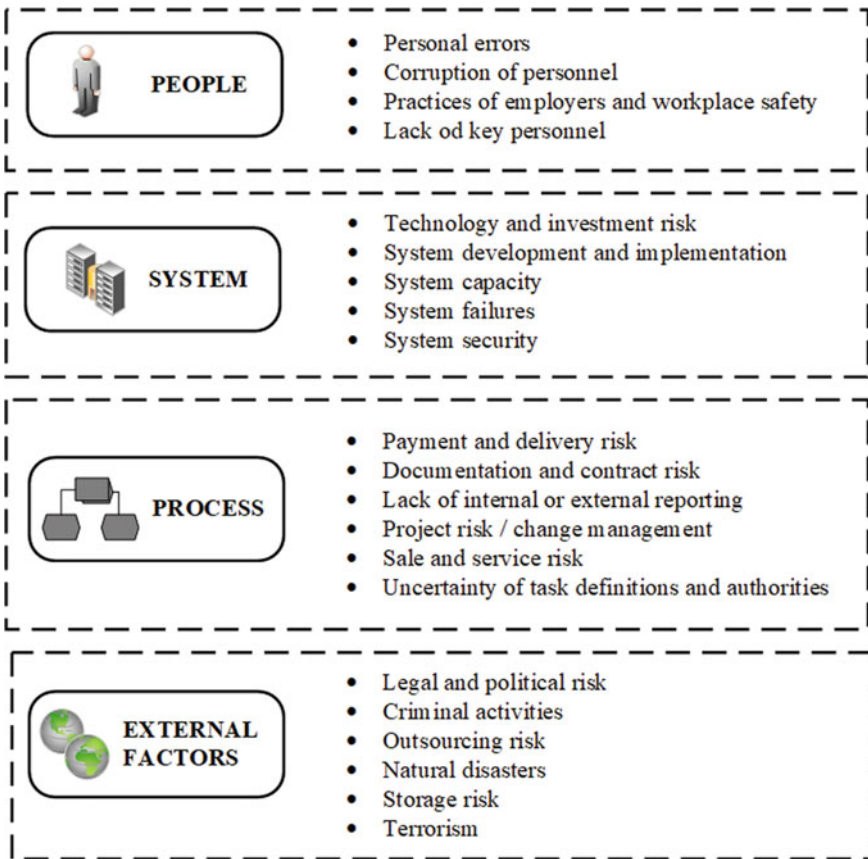 PEOPLE
• Personal errors
• Corruption of personnel
• Practices of employers and workplace safety
• Lack od key personnel
SYSTEM
• Technology and investment risk
• System development and implementation
• System capacity
• System failures
• System security
PROCESS
• Payment and delivery risk
• Documentation and contract risk
• Lack of internal or external reporting
• Project risk / change management
• Sale and service risk
• Uncertainty of task definitions and authorities
EXTERNAL
FACTORS
• Legal and political risk
• Criminal activities
• Outsourcing risk
• Natural disasters
• Storage risk
• Terrorism